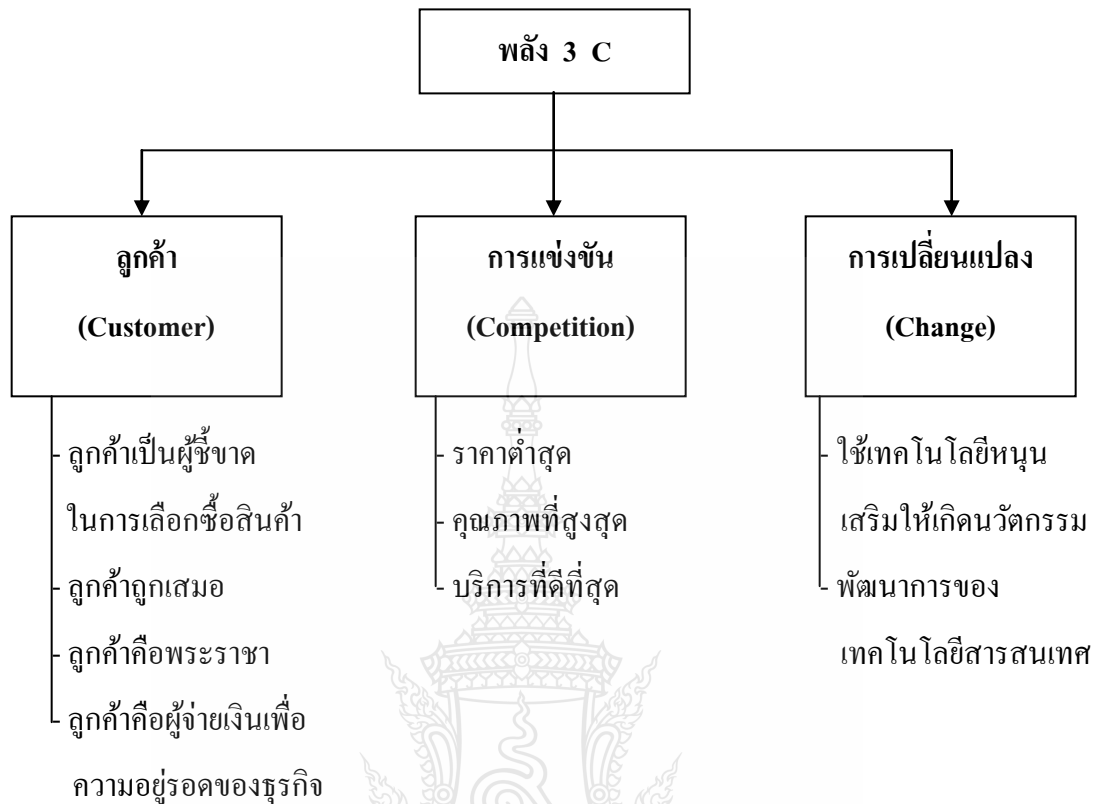 พลัง 3 C
ลูกค้า
(Customer)
- ลูกค้าเป็นผู้ชี้ขาด
ในการเลือกซื้อสินค้า
- ลูกค้าถูกเสมอ
- ลูกค้าคือพระราชา
- ลูกค้าคือผู้จ่ายเงินเพื่อ
ความอยู่รอดของธุรกิจ
การแข่งขัน
(Competition)
- ราคาต่ำสุด
- คุณภาพที่สูงสุด
- บริการที่ดีที่สุด
การเปลี่ยนแปลง
(Change)
- ใช้เทคโนโลยีหนุน
เสริมให้เกิดนวัตกรรม
- พัฒนาการของ
เทคโนโลยีสารสนเทศ